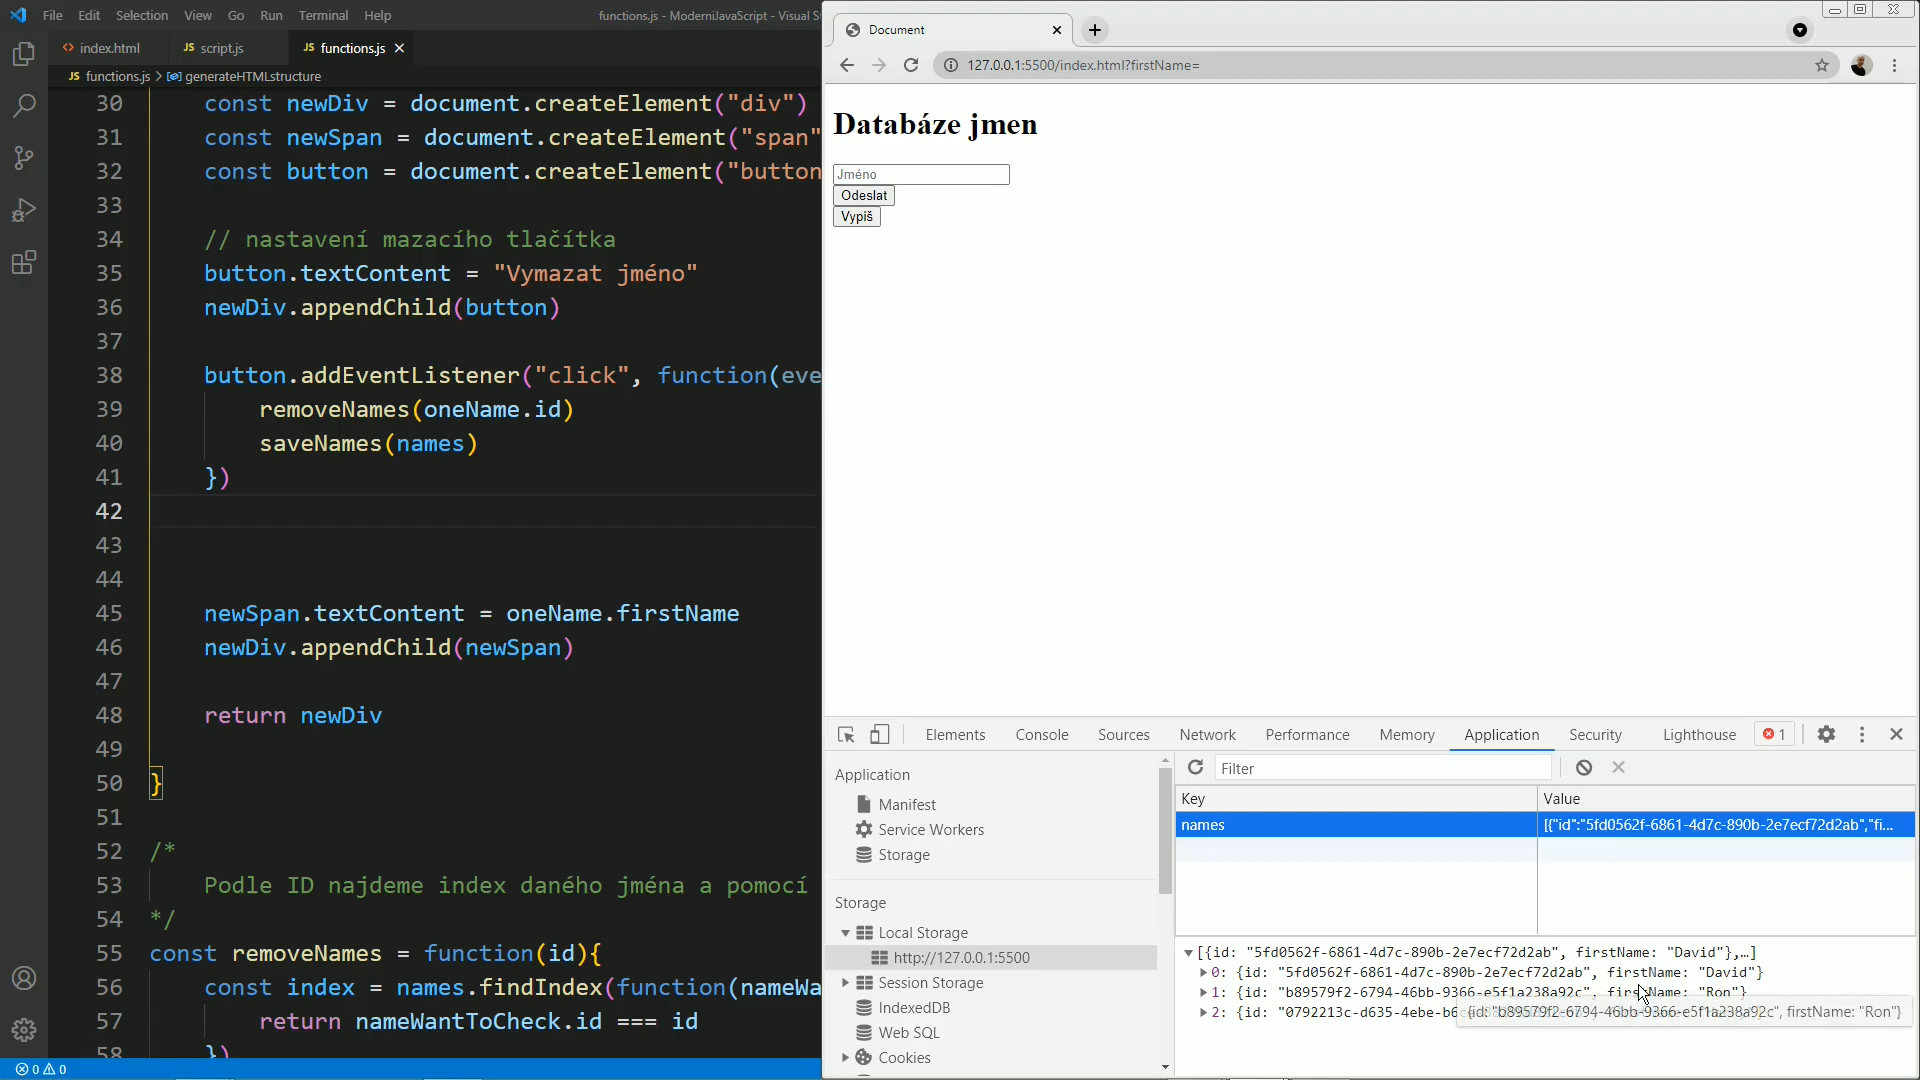 File Edit Selection View Go Run Terminal Help
functions.js - ModerniJavaScript - Visual S
index.html
JS script.js
JS functions.js
JS functions.js > generateHTMLstructure
30 const newDiv = document.createElement("div")
31 const newSpan = document.createElement("span"
32 const button = document.createElement("button
33
34 // nastavení mazacího tlačítka
35 button.textContent = "Vymazat jméno"
36 newDiv.appendChild(button)
37
38 button.addEventListener("click", function(eve
39 removeNames(oneName.id)
40 saveNames(names)
41 })
42
43
44
45 newSpan.textContent = oneName.firstName
46 newDiv.appendChild(newSpan)
47
48 return newDiv
49
50 }
51
52 /*
53 Podle ID najdeme index daného jména a pomocí
54 */
55 const removeNames = function(id){
56 const index = names.findIndex(function(nameWa
57 return nameWantToCheck.id === id
58 })
0 0
Document
127.0.0.1:5500/index.html?firstName=
Databáze jmen
Jméno
Odeslat
Vypiš
Elements Console Sources Network Performance Memory Application Security Lighthouse 1
Application
Manifest
Service Workers
Storage
Storage
Local Storage
http://127.0.0.1:5500
Session Storage
IndexedDB
Web SQL
Cookies
Filter
Key Value
names [{"id":"5fd0562f-6861-4d7c-890b-2e7ecf72d2ab","fi...
[{id: "5fd0562f-6861-4d7c-890b-2e7ecf72d2ab", firstName: "David"},…]
0: {id: "5fd0562f-6861-4d7c-890b-2e7ecf72d2ab", firstName: "David"}
1: {id: "b89579f2-6794-46bb-9366-e5f1a238a92c", firstName: "Ron"}
2: {id: "0792213c-d635-4ebe-b6
{id: "b89579f2-6794-46bb-9366-e5f1a238a92c", firstName: "Ron"}